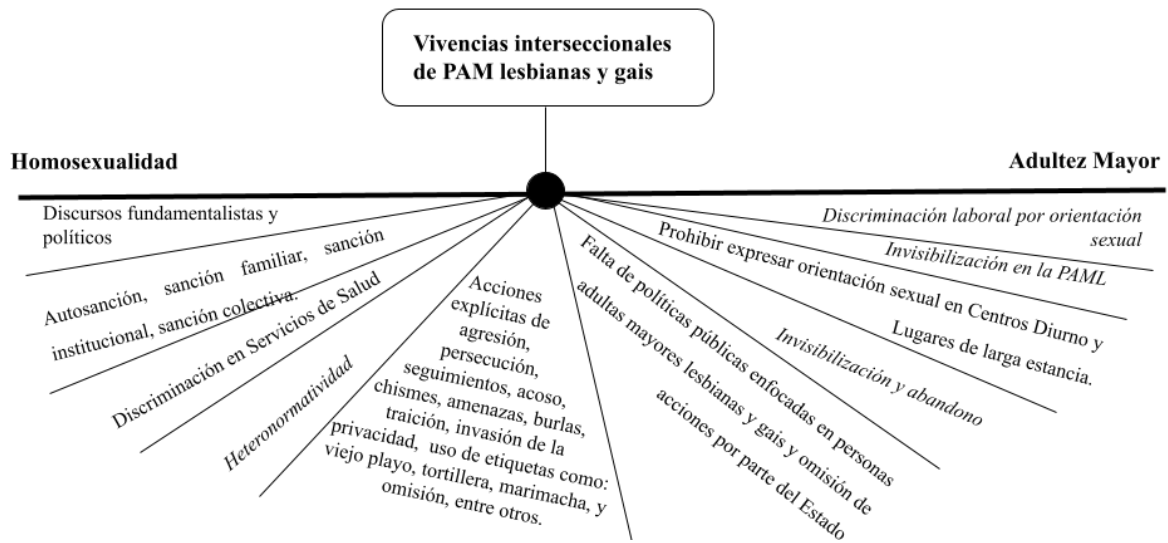 Vivencias interseccionales
de PAM lesbianas y gais
Homosexualidad
Adultez Mayor
Discursos fundamentalistas y
políticos
Autosanción, sanción familiar, sanción
institucional, sanción colectiva.
Discriminación en Servicios de Salud
Heteronormatividad
Acciones
explícitas de
agresión,
persecución,
seguimientos, acoso,
chismes, amenazas, burlas,
traición, invasión de la
privacidad, uso de etiquetas como:
viejo playo, tortillera, marimacha, y
omisión, entre otros.
Falta de políticas públicas enfocadas en personas
adultas mayores lesbianas y gais y omisión de
acciones por parte del Estado
Invisibilización y abandono
Prohibir expresar orientación sexual en Centros Diurno y
Lugares de larga estancia.
Invisibilización en la PAML
Discriminación laboral por orientación
sexual